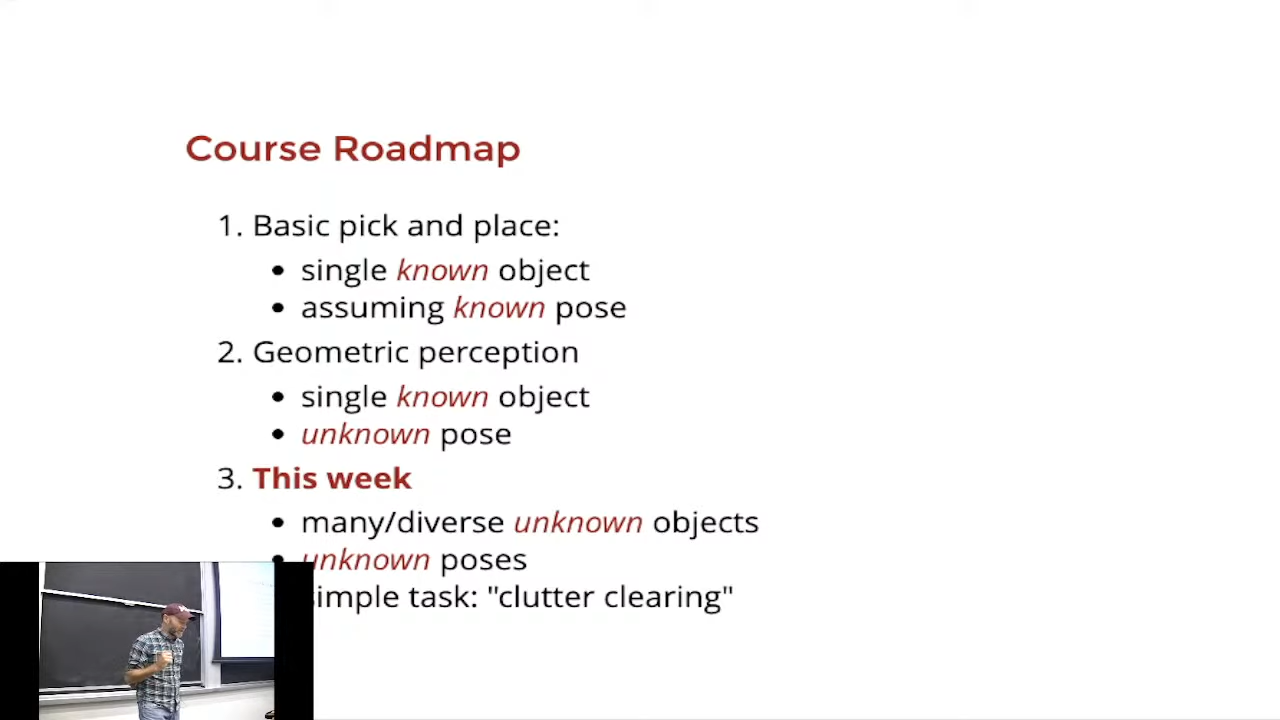 Course Roadmap
1. Basic pick and place:
• single known object
• assuming known pose
2. Geometric perception
• single known object
• unknown pose
3. This week
• many/diverse unknown objects
• unknown poses
simple task: "clutter clearing"